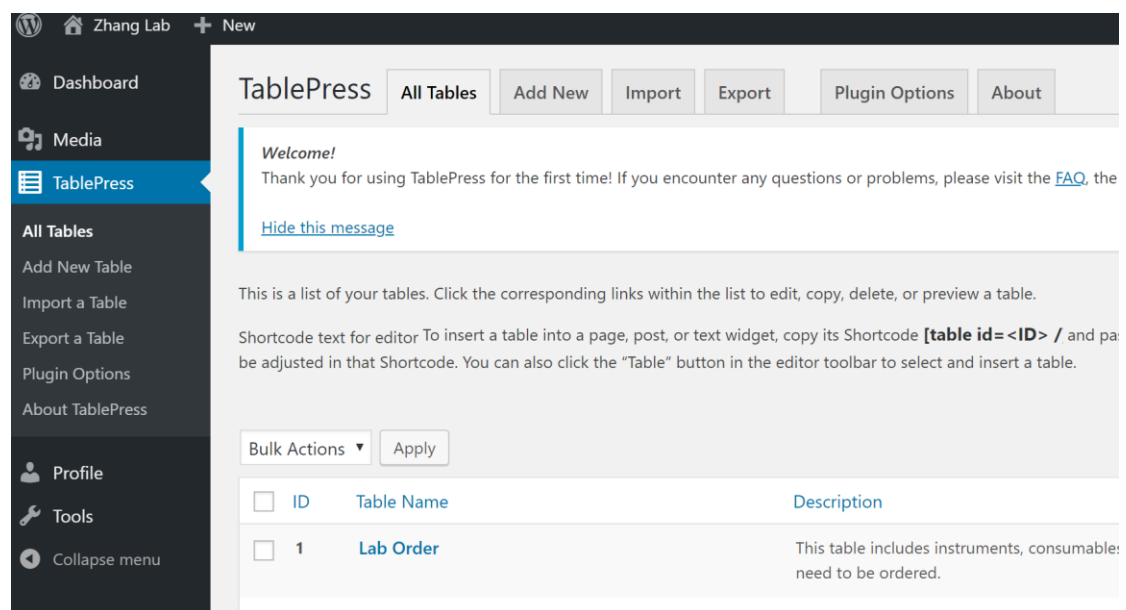 Zhang Lab + New
Dashboard
Media
TablePress
All Tables
Add New Table
Import a Table
Export a Table
Plugin Options
About TablePress
Profile
Tools
Collapse menu
TablePress All Tables Add New Import Export Plugin Options About
Welcome!
Thank you for using TablePress for the first time! If you encounter any questions or problems, please visit the FAQ, the
Hide this message
This is a list of your tables. Click the corresponding links within the list to edit, copy, delete, or preview a table.
Shortcode text for editor To insert a table into a page, post, or text widget, copy its Shortcode [table id=<ID> / and pa
be adjusted in that Shortcode. You can also click the “Table” button in the editor toolbar to select and insert a table.
Bulk Actions Apply
ID Table Name Description
1 Lab Order This table includes instruments, consumables
need to be ordered.